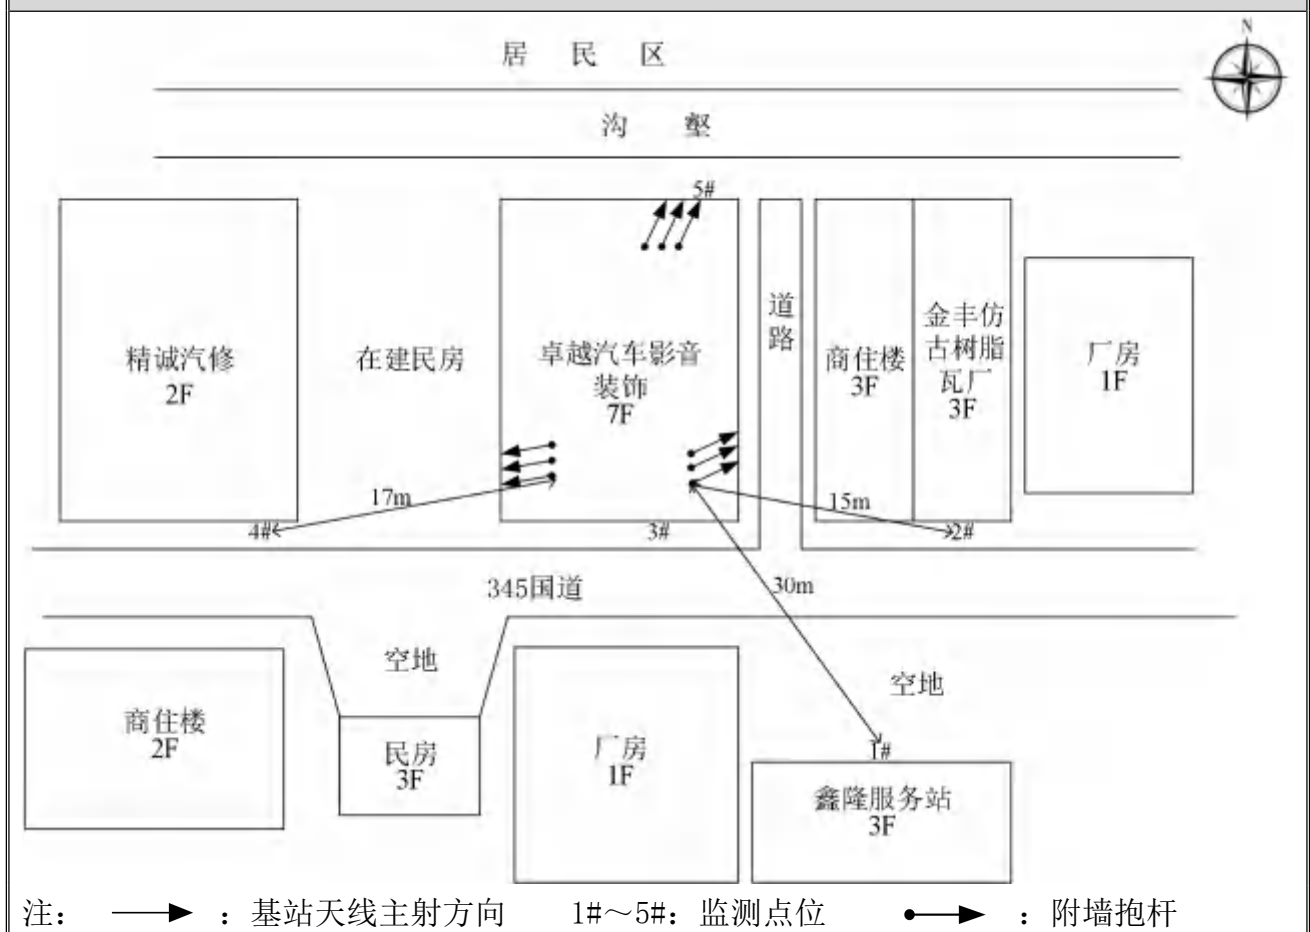 N
居 民 区
沟 壑
5#
精诚汽修
2F
在建民房
卓越汽车影音
装饰
7F
道
路
商住楼
3F
金丰仿
古树脂
瓦厂
3F
厂房
1F
17m
15m
4#
3#
2#
345国道
30m
空地
空地
商住楼
2F
民房
3F
厂房
1F
1#
鑫隆服务站
3F
注： ：基站天线主射方向 1#～5#：监测点位 ：附墙抱杆